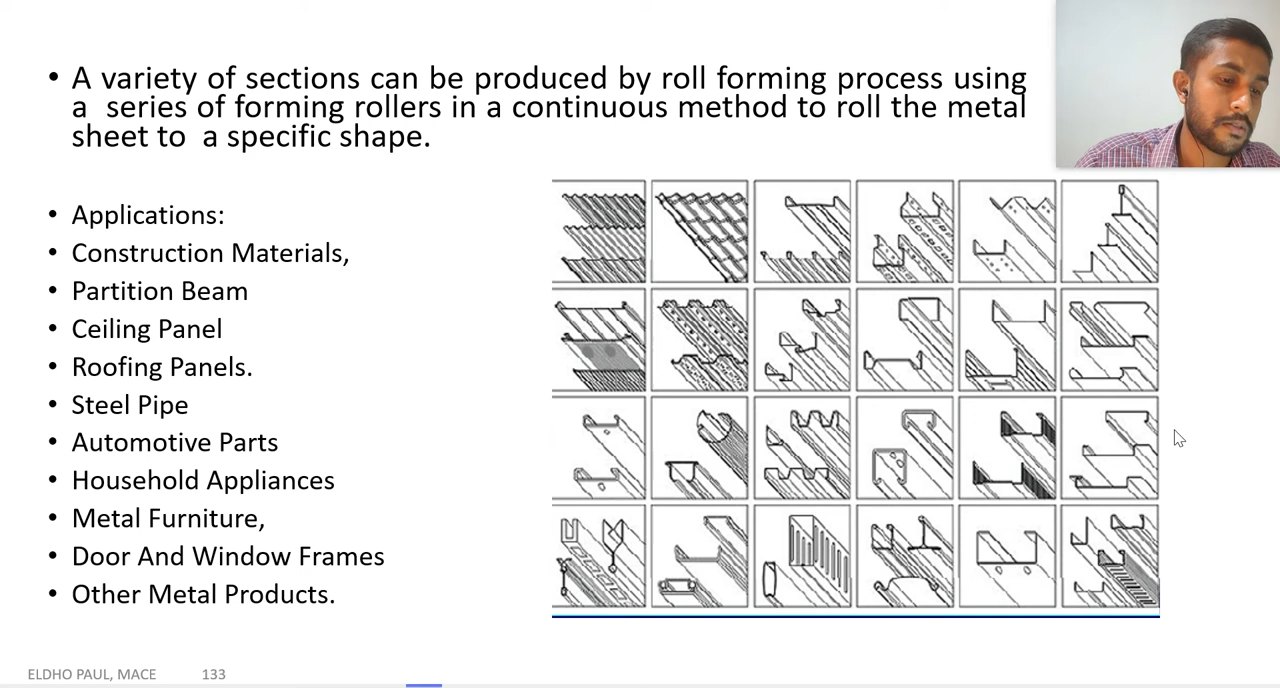 • A variety of sections can be produced by roll forming process using
a series of forming rollers in a continuous method to roll the metal
sheet to a specific shape.
• Applications:
• Construction Materials,
• Partition Beam
• Ceiling Panel
• Roofing Panels.
• Steel Pipe
• Automotive Parts
• Household Appliances
• Metal Furniture,
• Door And Window Frames
• Other Metal Products.
ELDHO PAUL, MACE 133